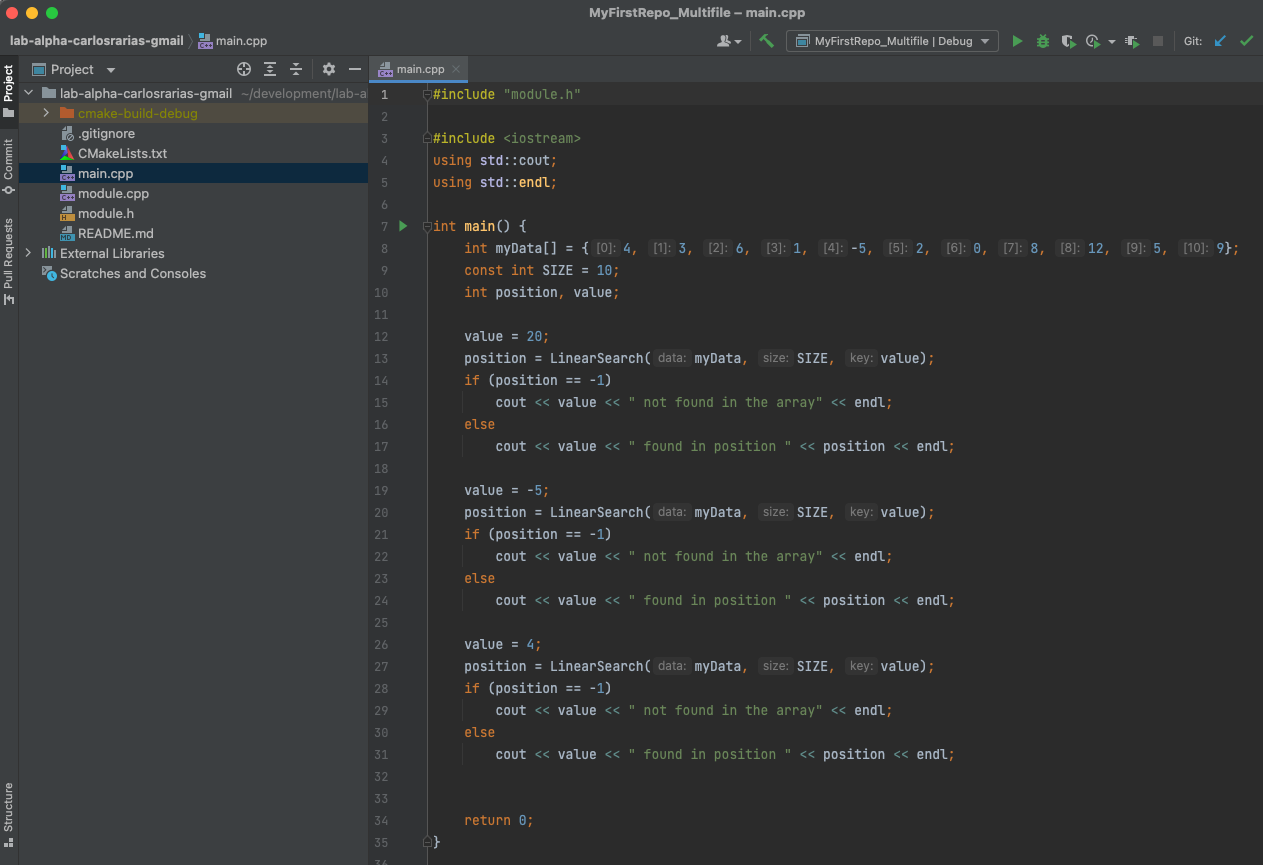 MyFirstRepo_Multifile – main.cpp
lab-alpha-carlosrarias-gmail main.cpp MyFirstRepo_Multifile | Debug Git:
Project
Commit
Pull Requests
Structure
Project
lab-alpha-carlosrarias-gmail ~/development/lab-a
cmake-build-debug
.gitignore
CMakeLists.txt
main.cpp
module.cpp
module.h
README.md
External Libraries
Scratches and Consoles
main.cpp
1 #include "module.h"
2
3 #include <iostream>
4 using std::cout;
5 using std::endl;
6
7 int main() {
8 int myData[] = { [0]: 4, [1]: 3, [2]: 6, [3]: 1, [4]: -5, [5]: 2, [6]: 0, [7]: 8, [8]: 12, [9]: 5, [10]: 9};
9 const int SIZE = 10;
10 int position, value;
11
12 value = 20;
13 position = LinearSearch( data: myData, size: SIZE, key: value);
14 if (position == -1)
15 cout << value << " not found in the array" << endl;
16 else
17 cout << value << " found in position " << position << endl;
18
19 value = -5;
20 position = LinearSearch( data: myData, size: SIZE, key: value);
21 if (position == -1)
22 cout << value << " not found in the array" << endl;
23 else
24 cout << value << " found in position " << position << endl;
25
26 value = 4;
27 position = LinearSearch( data: myData, size: SIZE, key: value);
28 if (position == -1)
29 cout << value << " not found in the array" << endl;
30 else
31 cout << value << " found in position " << position << endl;
32
33
34 return 0;
35 }
36